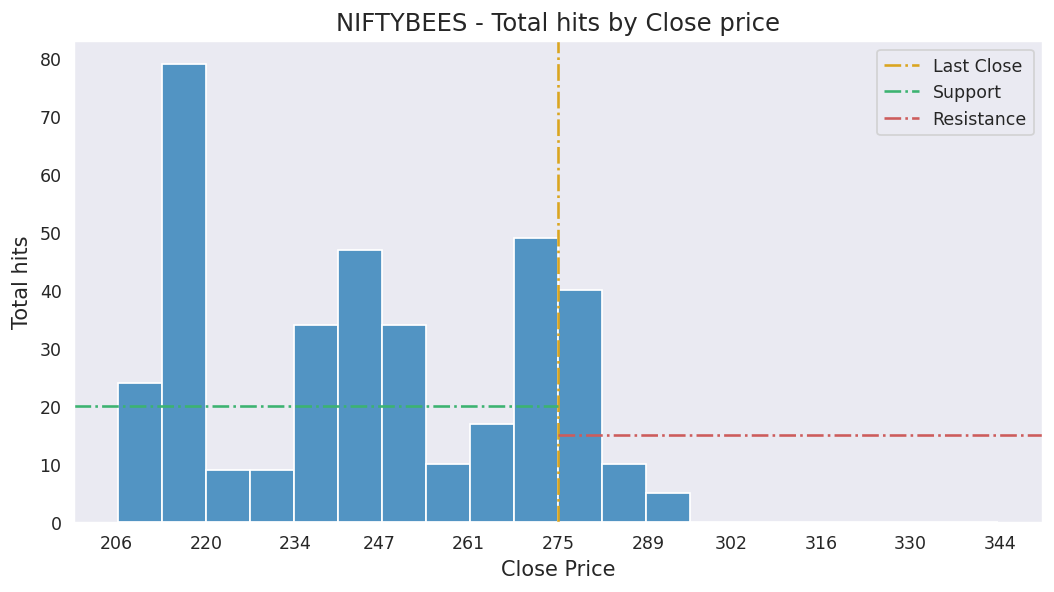 NIFTYBEES - Total hits by Close price
Last Close
Support
Resistance
Total hits
80
70
60
50
40
30
20
10
0
206 220 234 247 261 275 289 302 316 330 344
Close Price